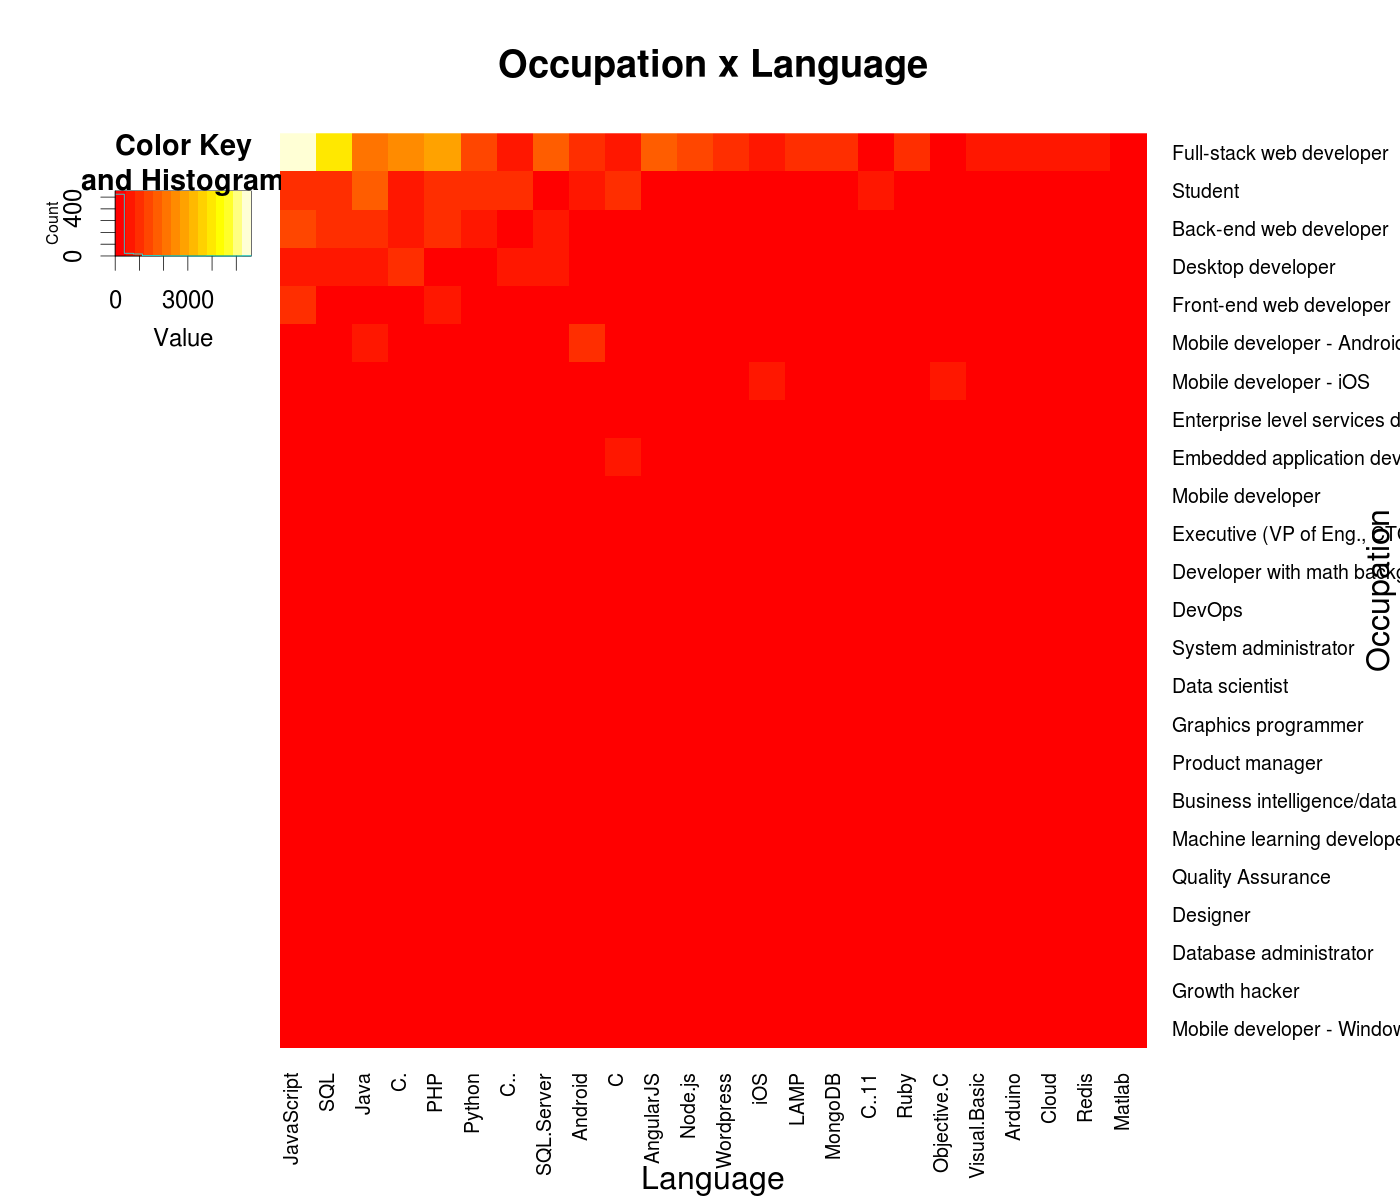 Occupation x Language
Color Key
and Histogram
Count
0 400
0 3000
Value
Full-stack web developer
Student
Back-end web developer
Desktop developer
Front-end web developer
Mobile developer - Android
Mobile developer - iOS
Enterprise level services d
Embedded application dev
Mobile developer
Executive (VP of Eng., CTO
Developer with math backg
DevOps
System administrator
Data scientist
Graphics programmer
Product manager
Business intelligence/data
Machine learning develope
Quality Assurance
Designer
Database administrator
Growth hacker
Mobile developer - Window
Occupation
JavaScript
SQL
Java
C.
PHP
Python
C..
SQL.Server
Android
C
AngularJS
Node.js
Wordpress
iOS
LAMP
MongoDB
C..11
Ruby
Objective.C
Visual.Basic
Arduino
Cloud
Redis
Matlab
Language